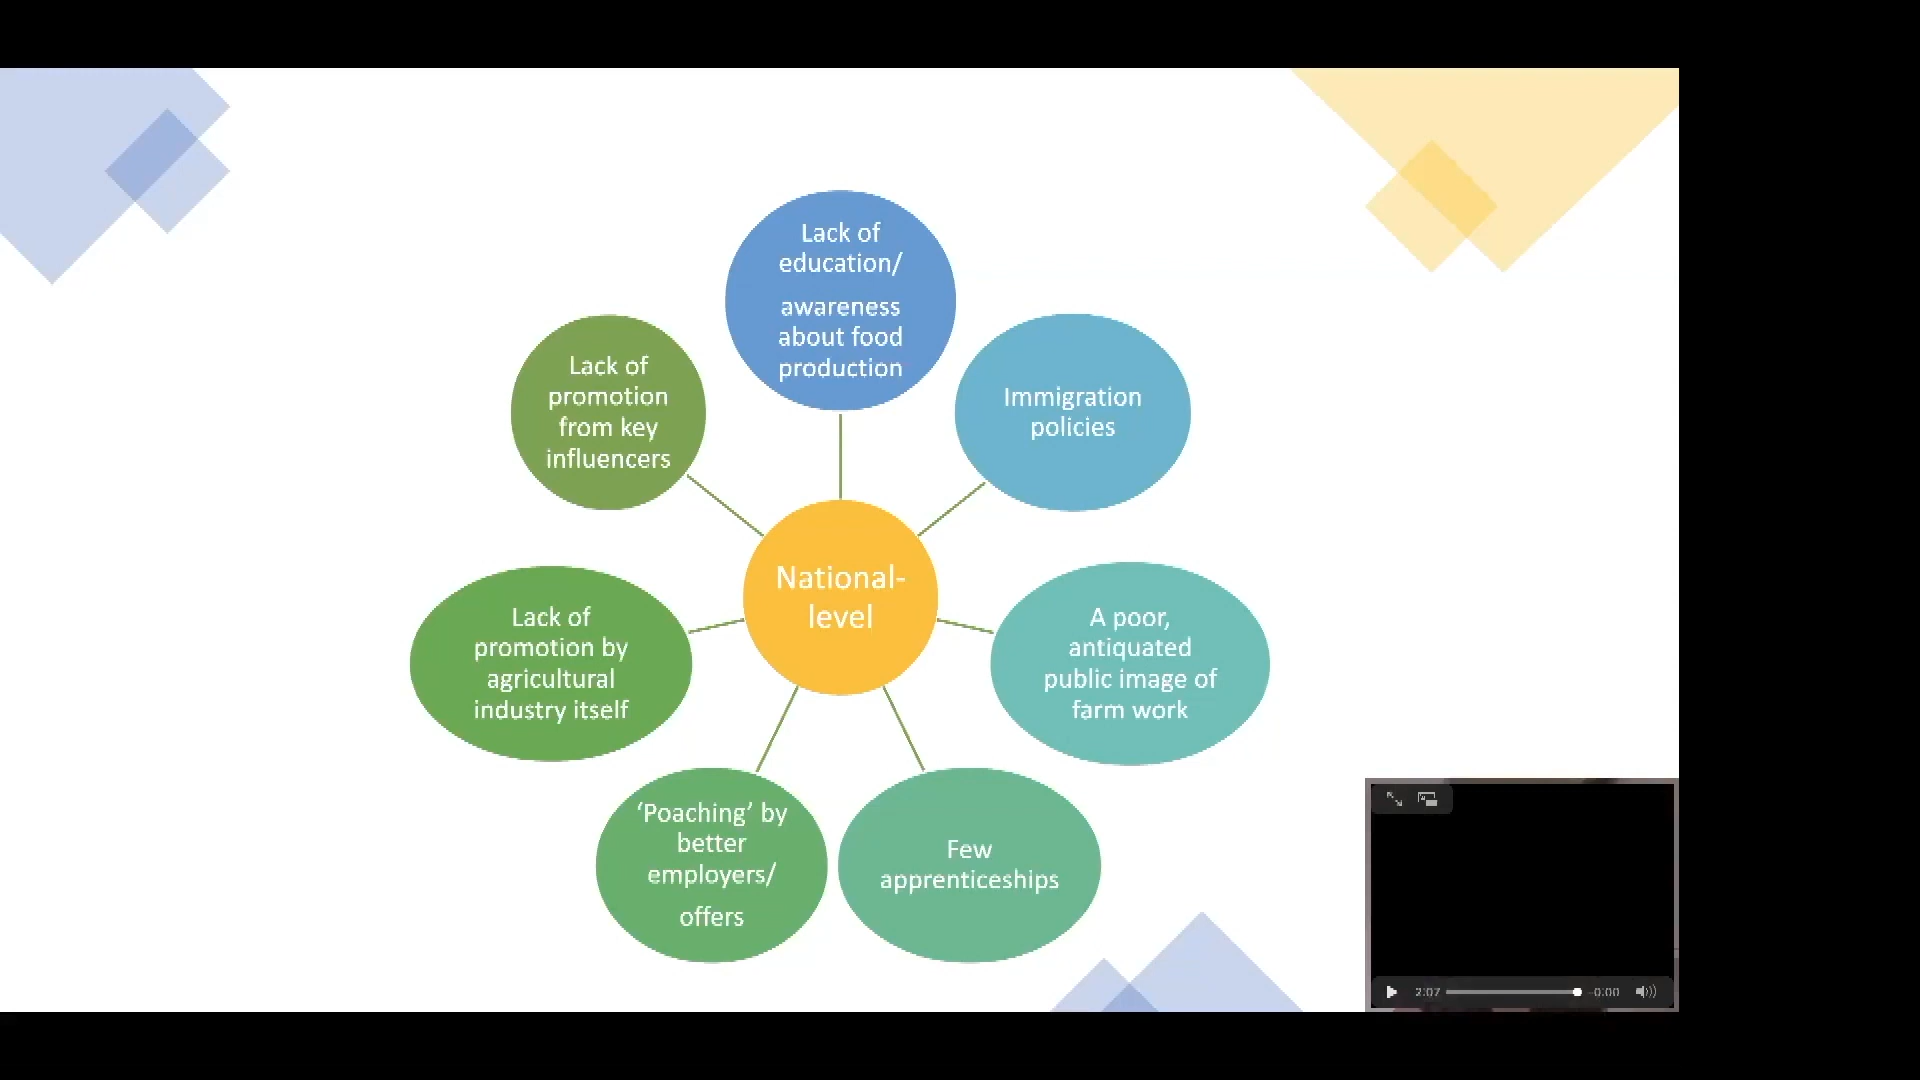 Lack of
education/
awareness
about food
production
Immigration
policies
A poor,
antiquated
public image of
farm work
Few
apprenticeships
‘Poaching’ by
better
employers/
offers
Lack of
promotion by
agricultural
industry itself
Lack of
promotion
from key
influencers
National-
level
2:07
-0:00